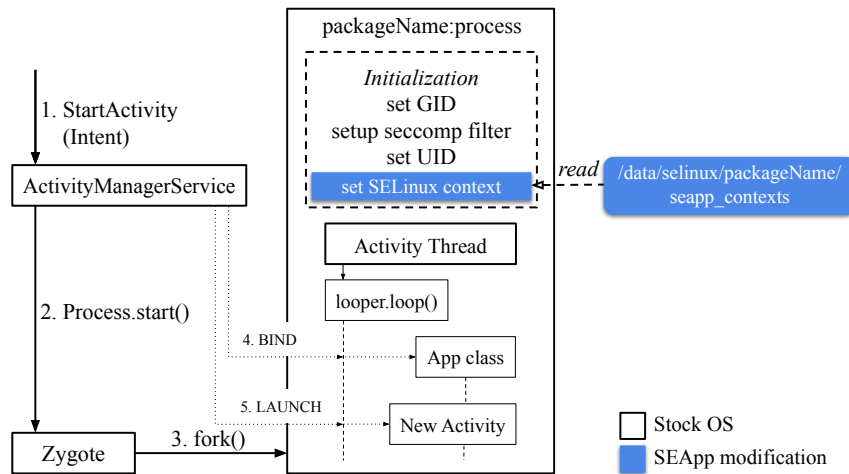 packageName:process
Initialization
set GID
setup seccomp filter
set UID
set SELinux context
read
/data/selinux/packageName/
seapp_contexts
1. StartActivity
(Intent)
ActivityManagerService
Activity Thread
looper.loop()
2. Process.start()
4. BIND
App class
5. LAUNCH
New Activity
Zygote
3. fork()
Stock OS
SEApp modification